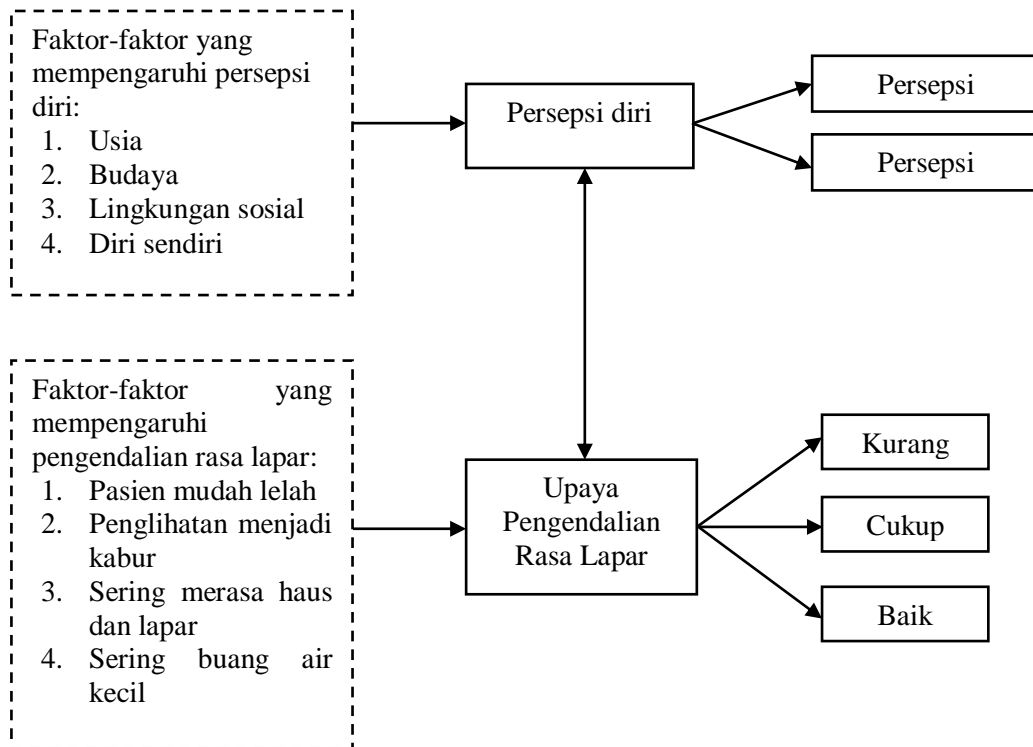 Faktor-faktor yang
mempengaruhi persepsi
diri:
1. Usia
2. Budaya
3. Lingkungan sosial
4. Diri sendiri
Persepsi diri
Persepsi
Persepsi
Faktor-faktor yang
mempengaruhi
pengendalian rasa lapar:
1. Pasien mudah lelah
2. Penglihatan menjadi
kabur
3. Sering merasa haus
dan lapar
4. Sering buang air
kecil
Upaya
Pengendalian
Rasa Lapar
Kurang
Cukup
Baik